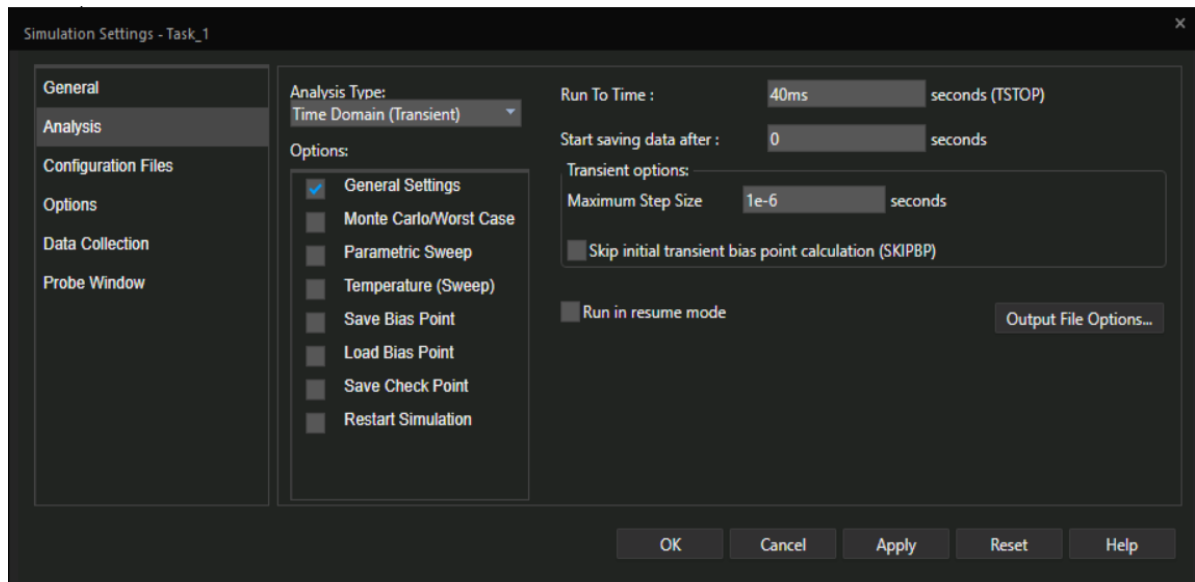 Simulation Settings - Task_1
×
General
Analysis
Configuration Files
Options
Data Collection
Probe Window
Analysis Type:
Time Domain (Transient)
Options:
General Settings
Monte Carlo/Worst Case
Parametric Sweep
Temperature (Sweep)
Save Bias Point
Load Bias Point
Save Check Point
Restart Simulation
Run To Time : 40ms seconds (TSTOP)
Start saving data after : 0 seconds
Transient options:
Maximum Step Size 1e-6 seconds
Skip initial transient bias point calculation (SKIPBP)
Run in resume mode
Output File Options...
OK Cancel Apply Reset Help